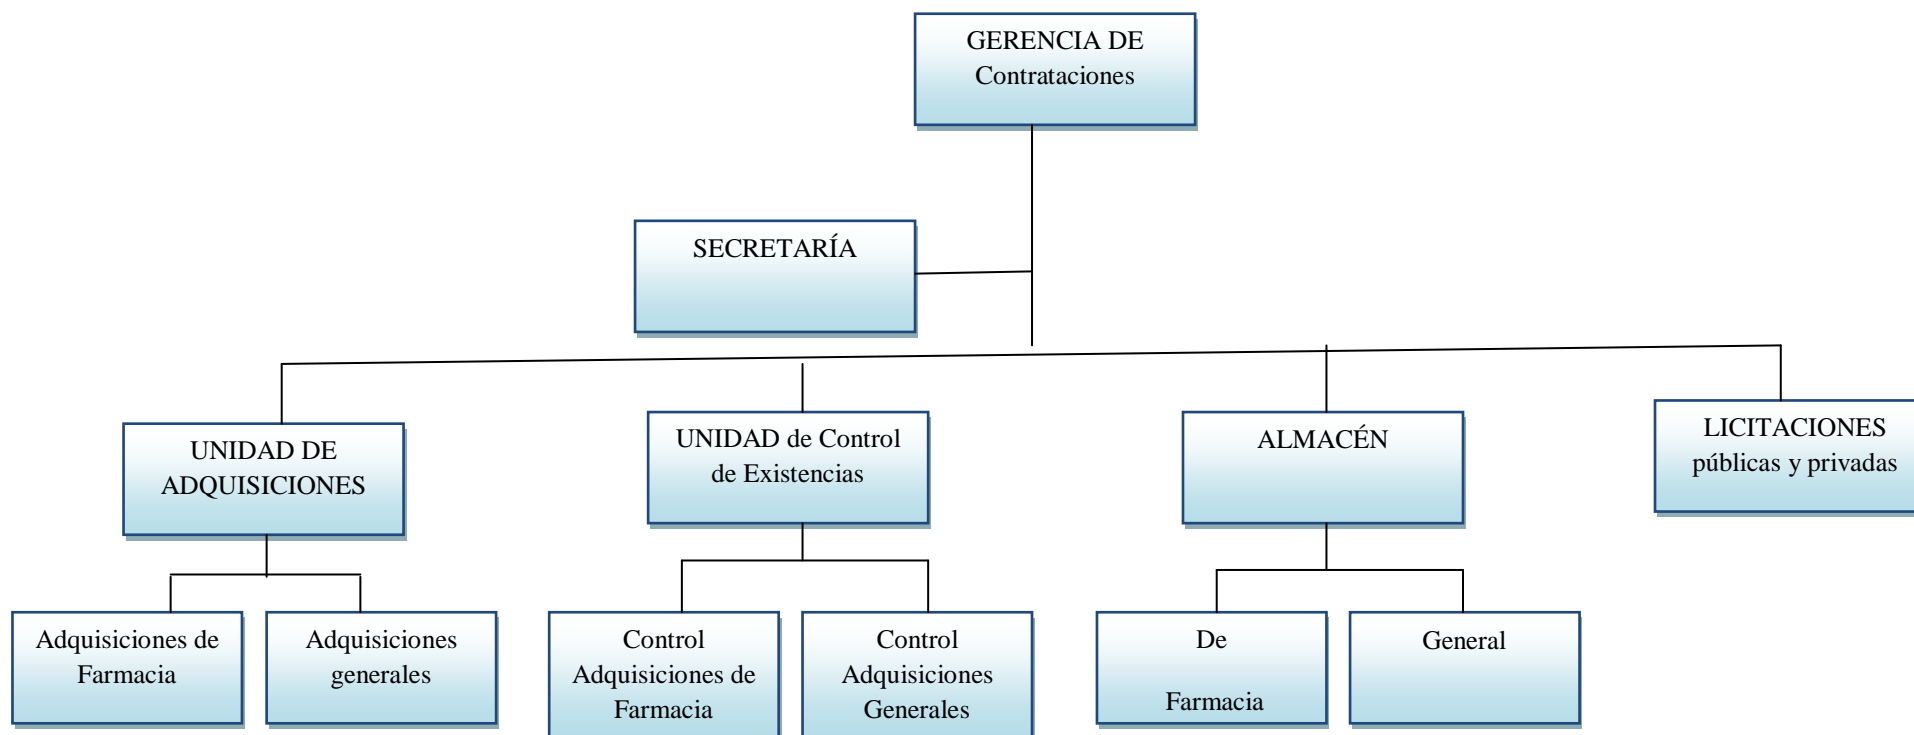 GERENCIA DE
Contrataciones
SECRETARÍA
UNIDAD DE
ADQUISICIONES
UNIDAD de Control
de Existencias
ALMACÉN
LICITACIONES
públicas y privadas
Adquisiciones de
Farmacia
Adquisiciones
generales
Control
Adquisiciones de
Farmacia
Control
Adquisiciones
Generales
De
Farmacia
General